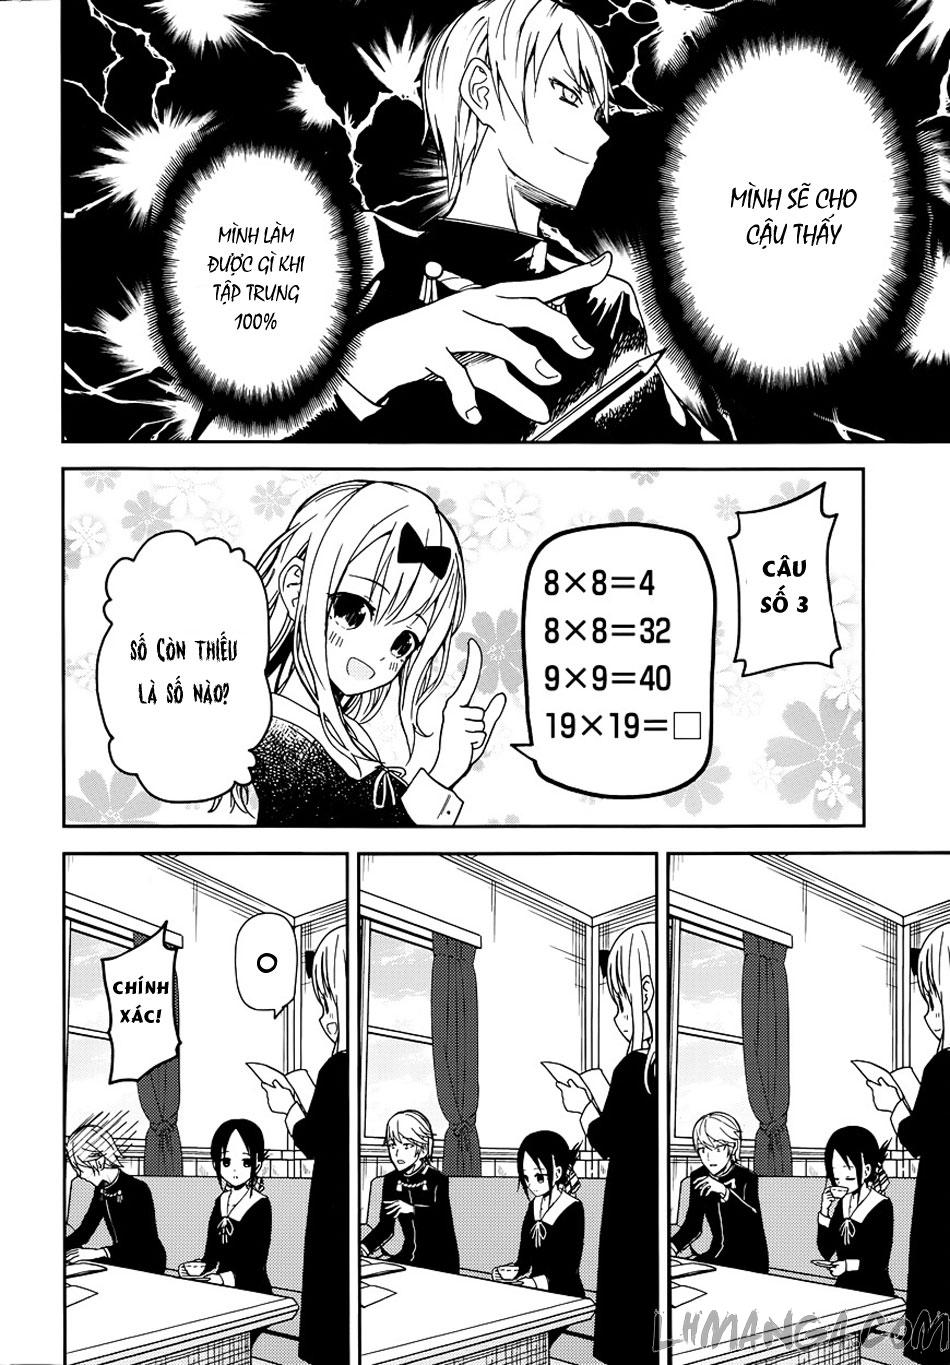 MÌNH SẼ CHO
CẬU THẤY
MÌNH LÀM
ĐƯỢC GÌ KHI
TẬP TRUNG
100%
CÂU
SỐ 3
8×8=4
8×8=32
9×9=40
19×19=□
SỐ CÒN THIẾU
LÀ SỐ NÀO?
0
CHÍNH
XÁC!
LHMANGA.COM